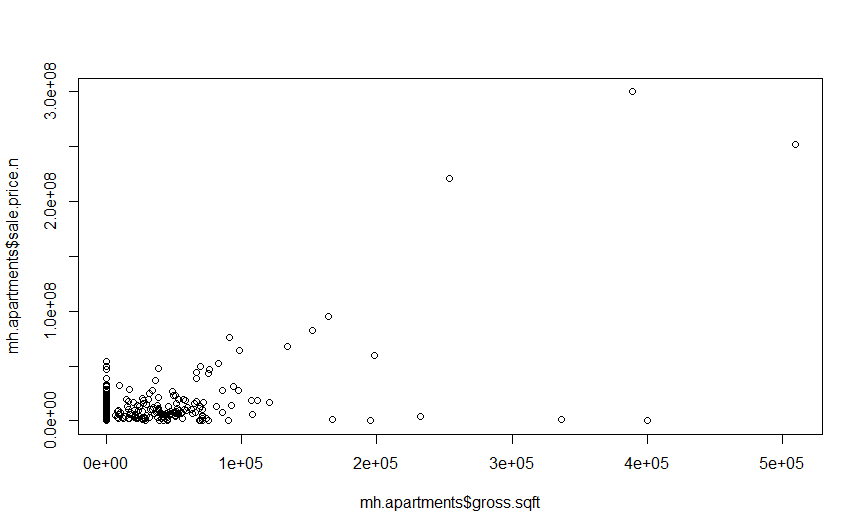 3.0e+08
2.0e+08
1.0e+08
0.0e+00
mh.apartments$sale.price.n
0e+00 1e+05 2e+05 3e+05 4e+05 5e+05
mh.apartments$gross.sqft